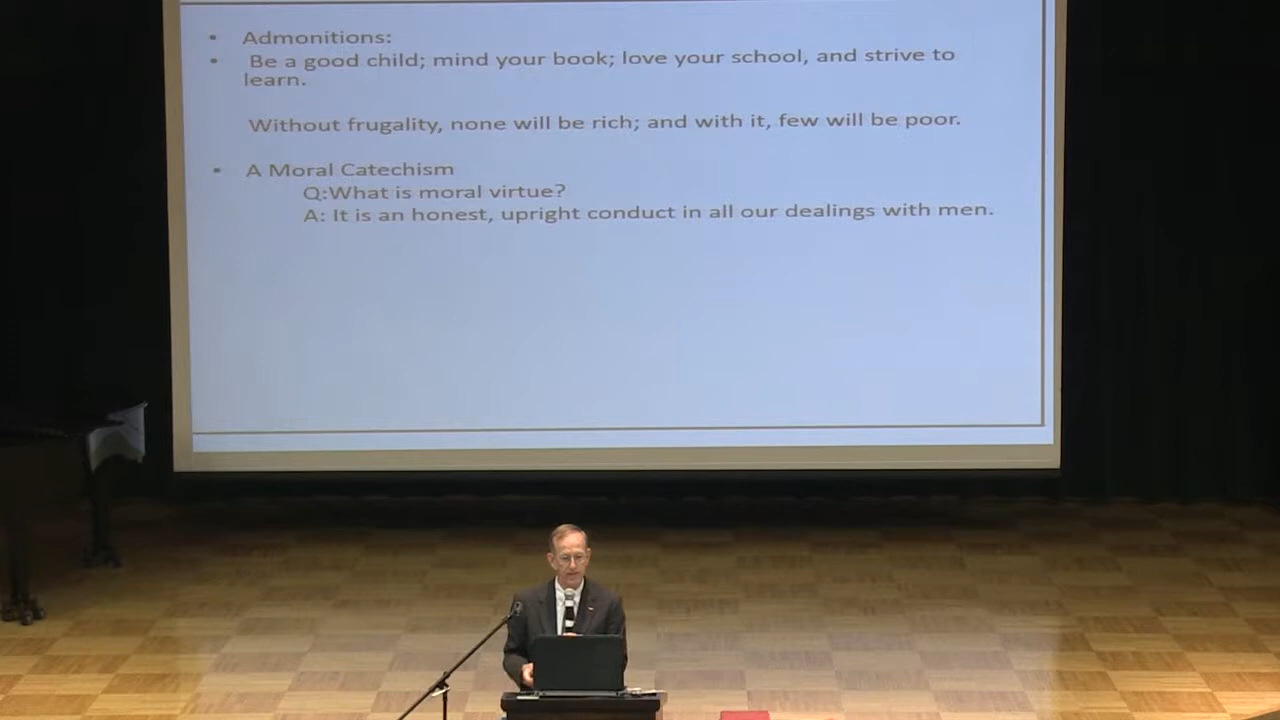 • Admonitions:
• Be a good child; mind your book; love your school, and strive to
learn.
Without frugality, none will be rich; and with it, few will be poor.
• A Moral Catechism
Q:What is moral virtue?
A: It is an honest, upright conduct in all our dealings with men.